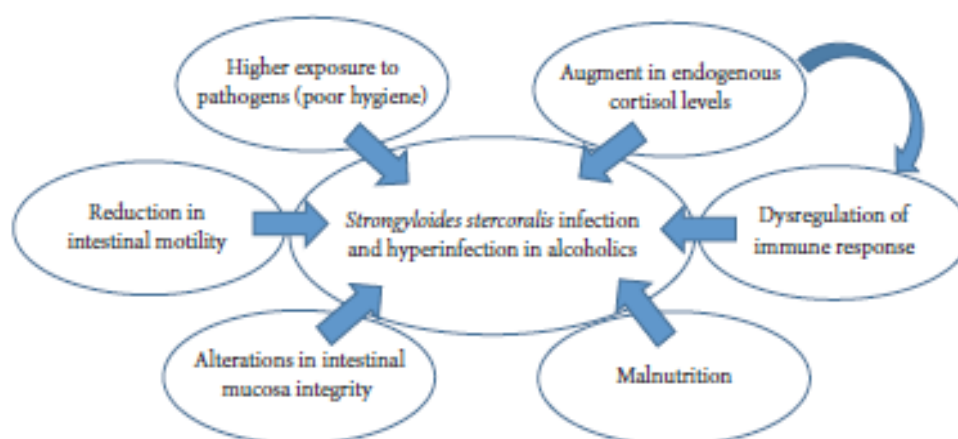 Higher exposure to
pathogens (poor hygiene)
Augment in endogenous
cortisol levels
Reduction in
intestinal motility
Strongyloides stercoralis infection
and hyperinfection in alcoholics
Dysregulation of
immune response
Alterations in intestinal
mucosa integrity
Malnutrition